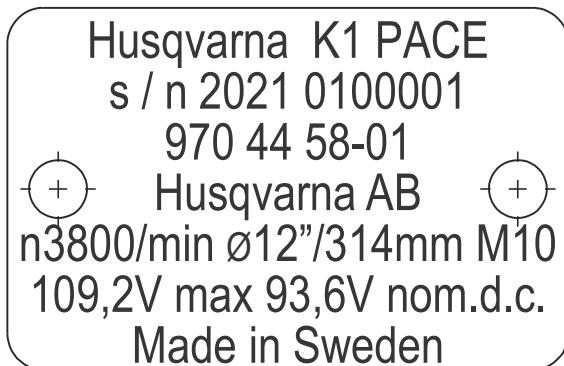 Husqvarna K1 PACE
s / n 2021 0100001
970 44 58-01
Husqvarna AB
n3800/min ø12”/314mm M10
109,2V max 93,6V nom.d.c.
Made in Sweden